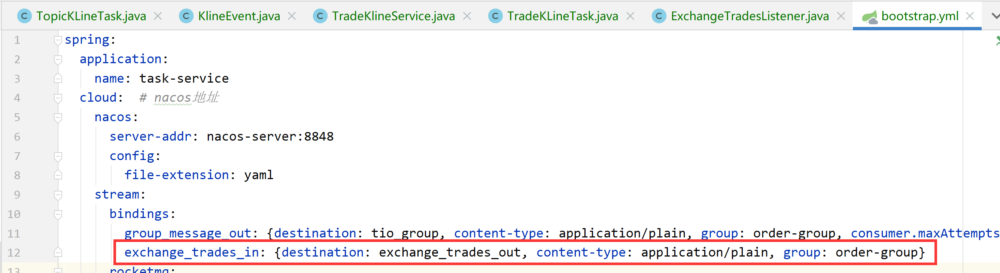 TopicKLineTask.java KlineEvent.java TradeKlineService.java TradeKLineTask.java ExchangeTradesListener.java bootstrap.yml
1 spring:
2 application:
3 name: task-service
4 cloud: # nacos地址
5 nacos:
6 server-addr: nacos-server:8848
7 config:
8 file-extension: yaml
9 stream:
10 bindings:
11 group_message_out: {destination: tio_group, content-type: application/plain, group: order-group, consumer.maxAttempts
12 exchange_trades_in: {destination: exchange_trades_out, content-type: application/plain, group: order-group}
13 rocketmq: